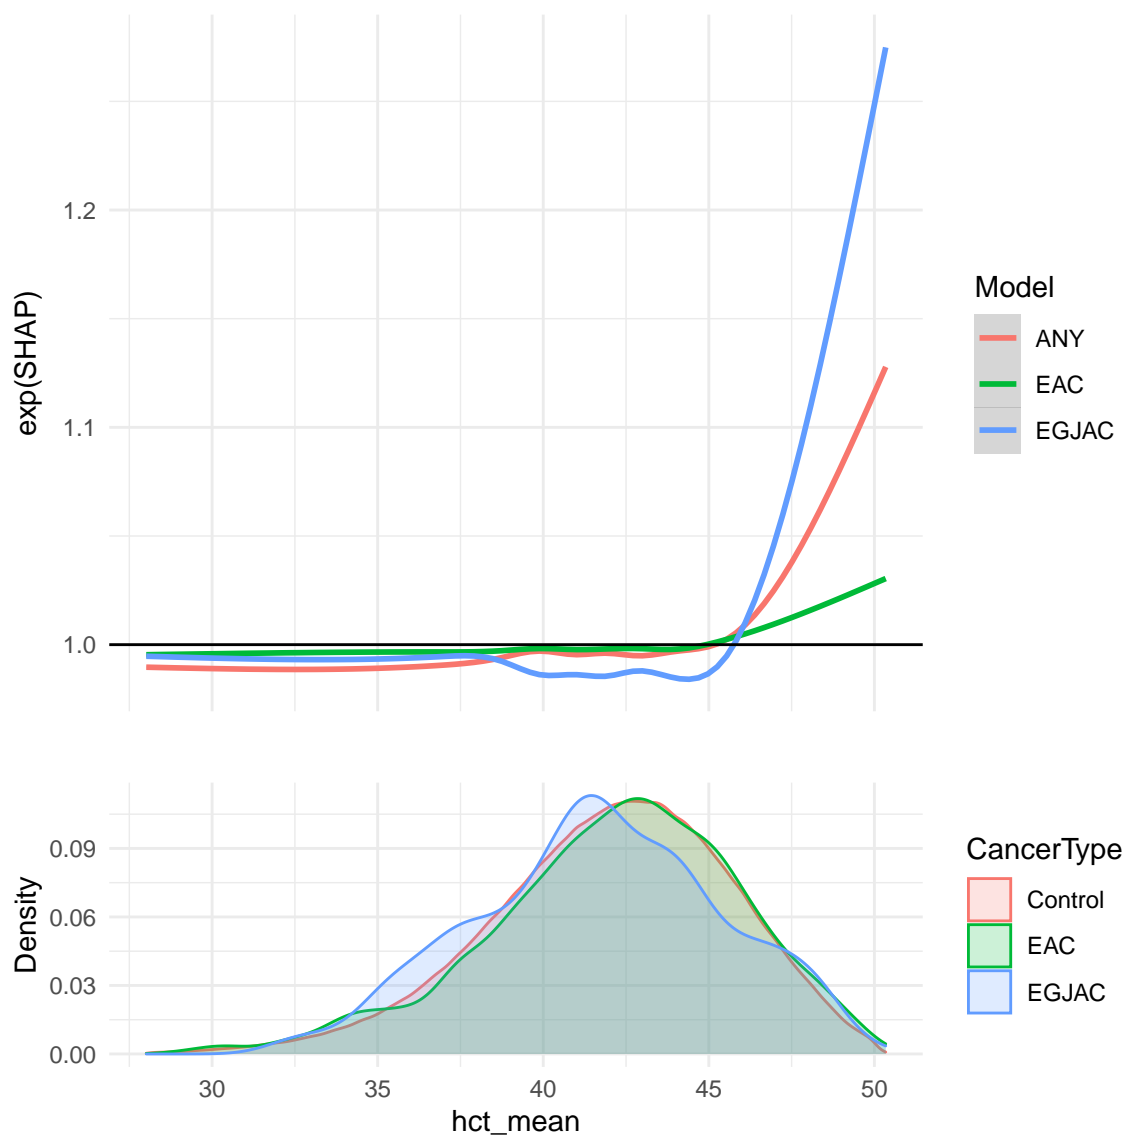 exp(SHAP)
1.2
1.1
1.0
Model
ANY
EAC
EGJAC
Density
0.09
0.06
0.03
0.00
30 35 40 45 50
hct_mean
CancerType
Control
EAC
EGJAC